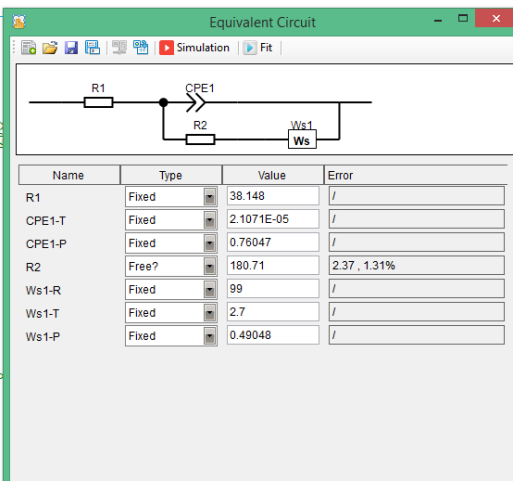 Equivalent Circuit
Simulation Fit
R1 CPE1
R2 Ws1
Ws
Name Type Value Error
R1 Fixed 38.148 /
CPE1-T Fixed 2.1071E-05 /
CPE1-P Fixed 0.76047 /
R2 Free? 180.71 2.37 , 1.31%
Ws1-R Fixed 99 /
Ws1-T Fixed 2.7 /
Ws1-P Fixed 0.49048 /